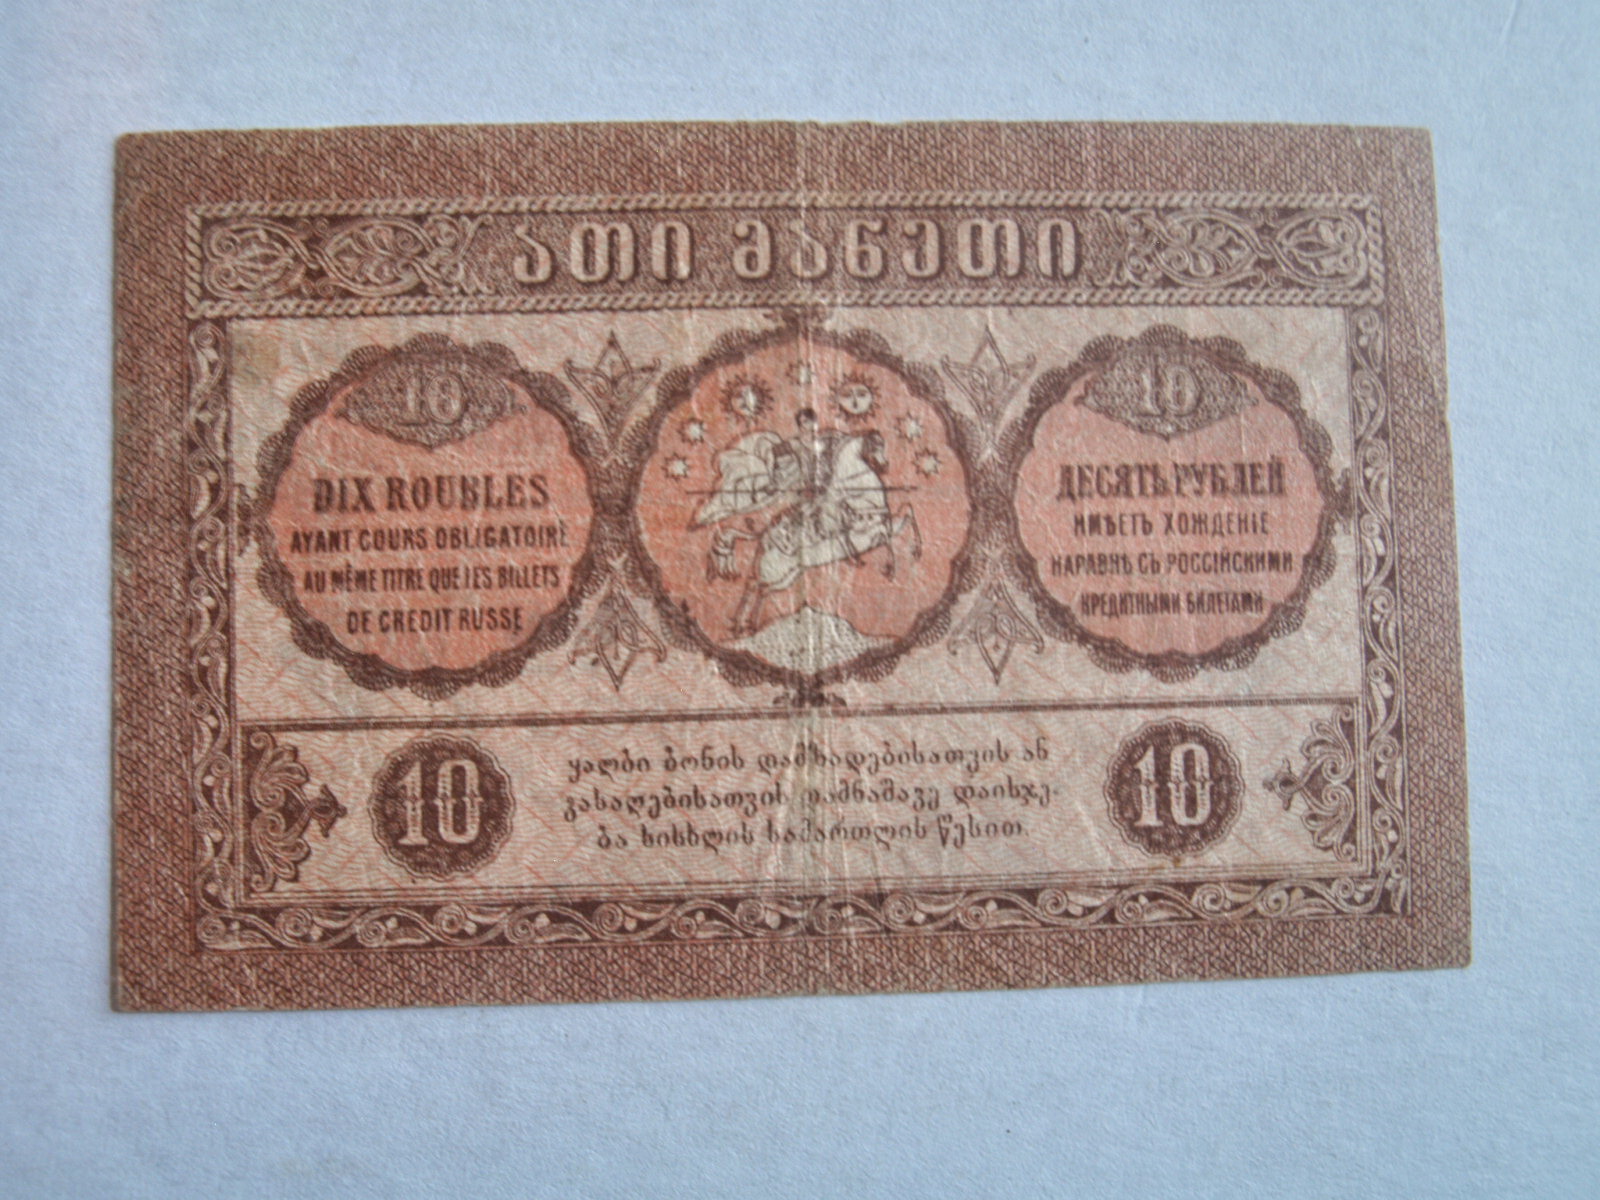 ათი მანეთი
10
DIX ROUBLES
AYANT COURS OBLIGATOIRE
AU MÊME TITRE QUE LES BILLETS
DE CREDIT RUSSE
10
ДЕСЯТЬ РУБЛЕЙ
ИМѢЕТЪ ХОЖДЕНІЕ
НАРАВНѢ СЪ РОССІЙСКИМИ
КРЕДИТНЫМИ БИЛЕТАМИ
10
ყალბი ბონის დამზადებისათვის ან
გასაღებისათვის დამნაშავე დაისჯე-
ბა სისხლის სამართლის წესით.
10